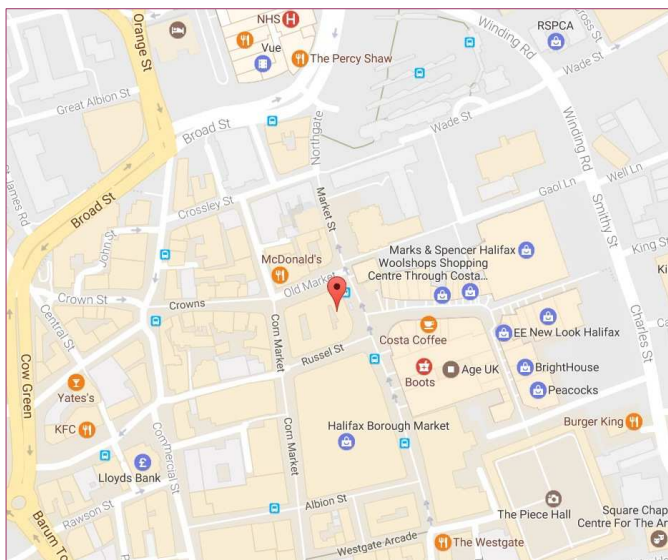 Orange St
NHS
Vue
The Percy Shaw
RSPCA
Cross St
Wade St
Winding Rd
Winding Rd
Great Albion St
Broad St
Northgate
Wade St
St James Rd
Broad St
Crossley St
Market St
Gaol Ln
Well Ln
Smithy St
John St
McDonald's
Old Market
Marks & Spencer Halifax
Woolshops Shopping
Centre Through Costa...
King St
Crown St
Crowns
Central St
Corn Market
Russel St
Costa Coffee
EE New Look Halifax
Charles St
Cow Green
Boots
Age UK
BrightHouse
Peacocks
Yate's's
KFC
Commercial St
Corn Market
Halifax Borough Market
Burger King
Lloyds Bank
Rawson St
Albion St
The Piece Hall
Square Chap
Centre For The Ar
Barum To
Westgate Arcade
The Westgate